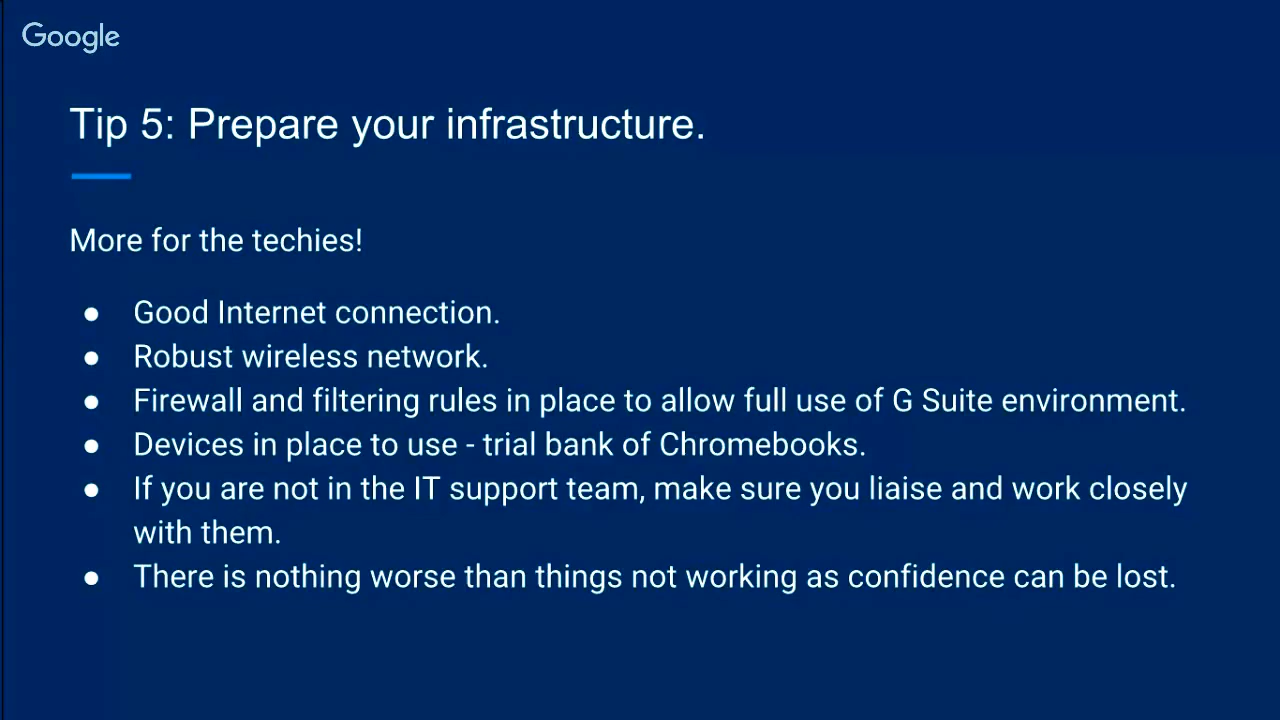 Google
Tip 5: Prepare your infrastructure.
More for the techies!
● Good Internet connection.
● Robust wireless network.
● Firewall and filtering rules in place to allow full use of G Suite environment.
● Devices in place to use - trial bank of Chromebooks.
● If you are not in the IT support team, make sure you liaise and work closely
with them.
● There is nothing worse than things not working as confidence can be lost.